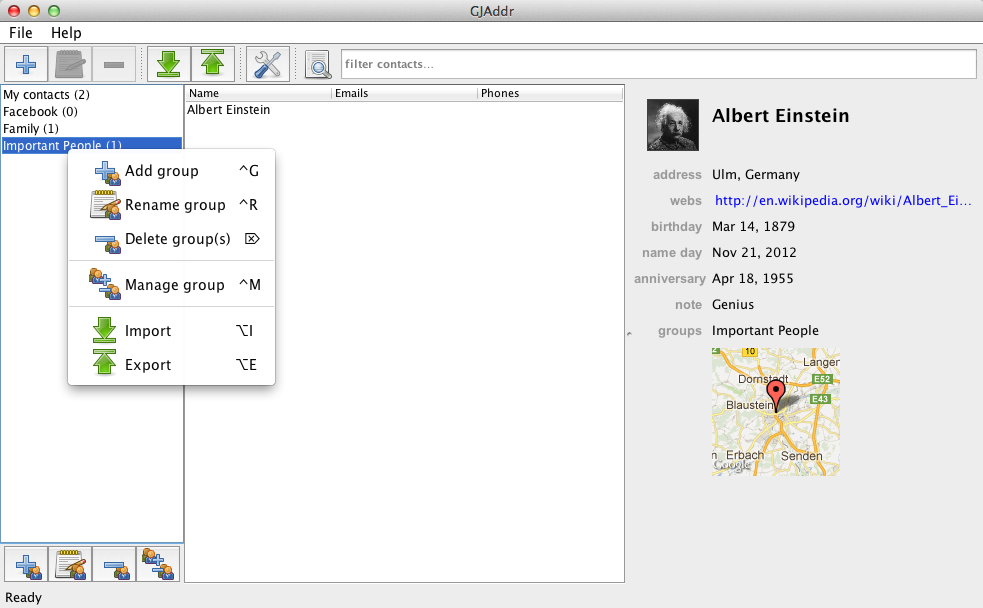 GJAddr
File Help
filter contacts...
My contacts (2)
Facebook (0)
Family (1)
Important People (1)
Add group ^G
Rename group ^R
Delete group(s) ⌦
Manage group ^M
Import ⌥I
Export ⌥E
Name Emails Phones
Albert Einstein
Albert Einstein
address Ulm, Germany
webs http://en.wikipedia.org/wiki/Albert_Ei...
birthday Mar 14, 1879
name day Nov 21, 2012
anniversary Apr 18, 1955
note Genius
groups Important People
10
Langer
Dornstadt
E52
E43
Blaustein
Erbach Senden
Google
Ready